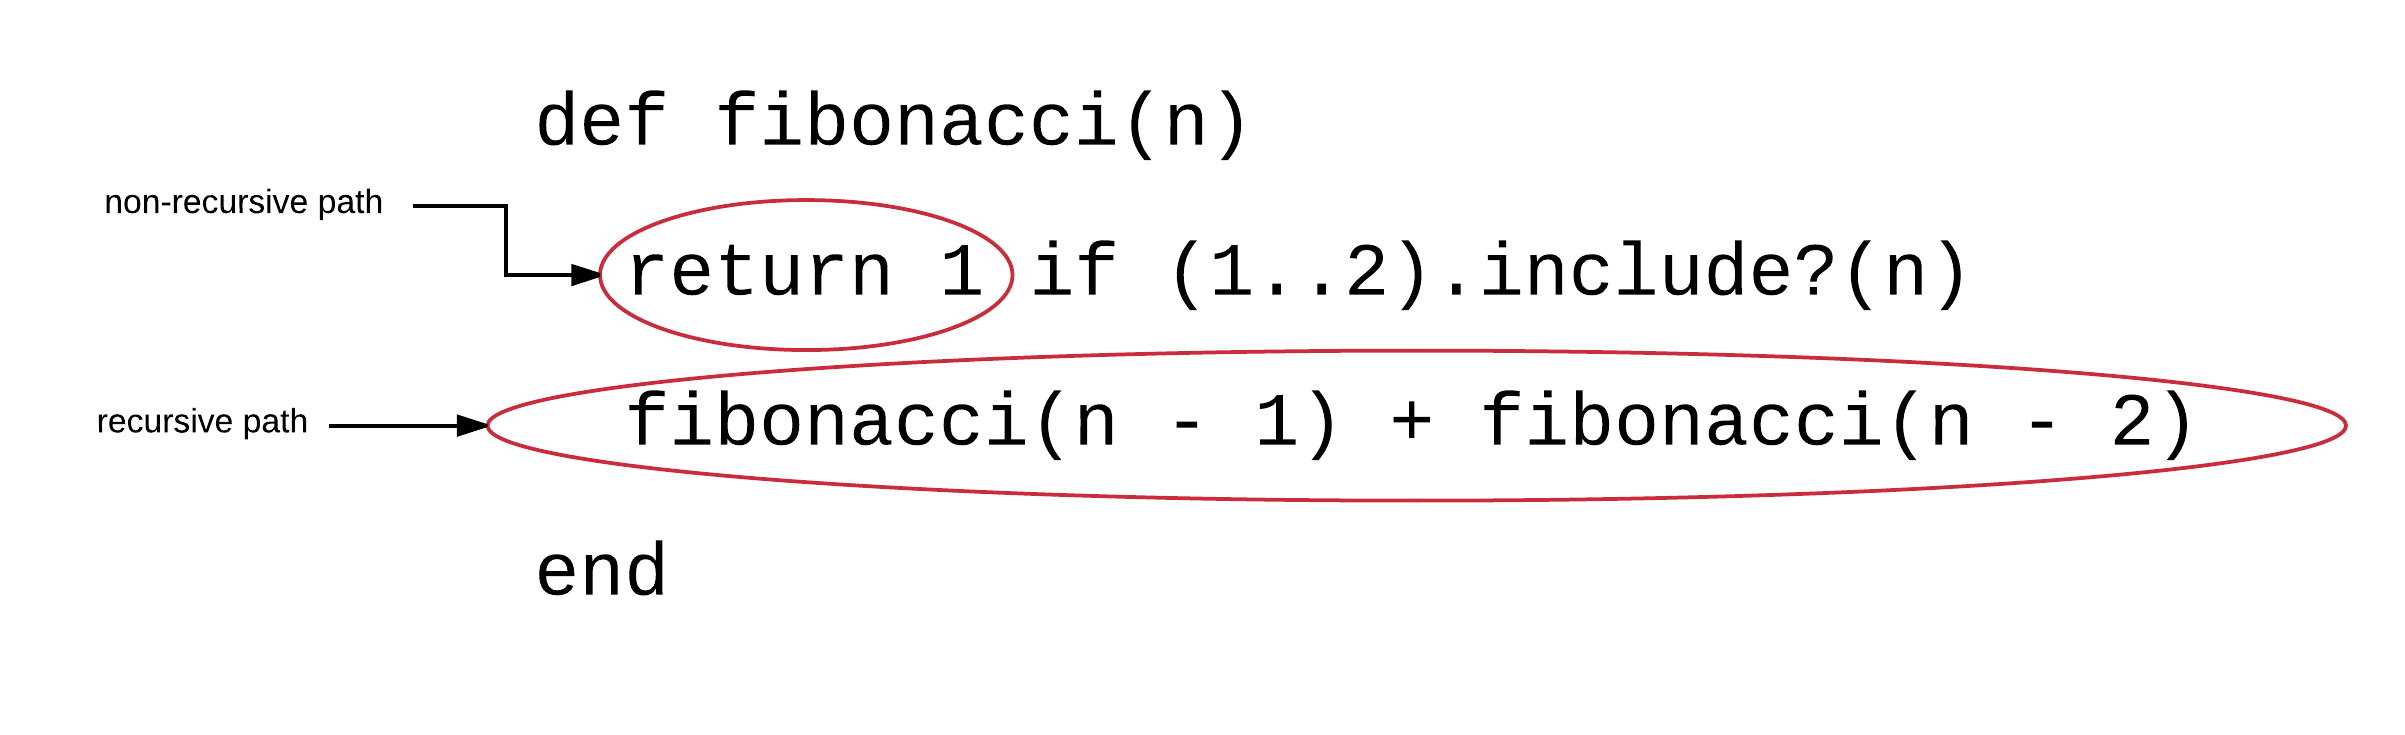 def fibonacci(n)
non-recursive path
return 1 if (1..2).include?(n)
recursive path
fibonacci(n - 1) + fibonacci(n - 2)
end